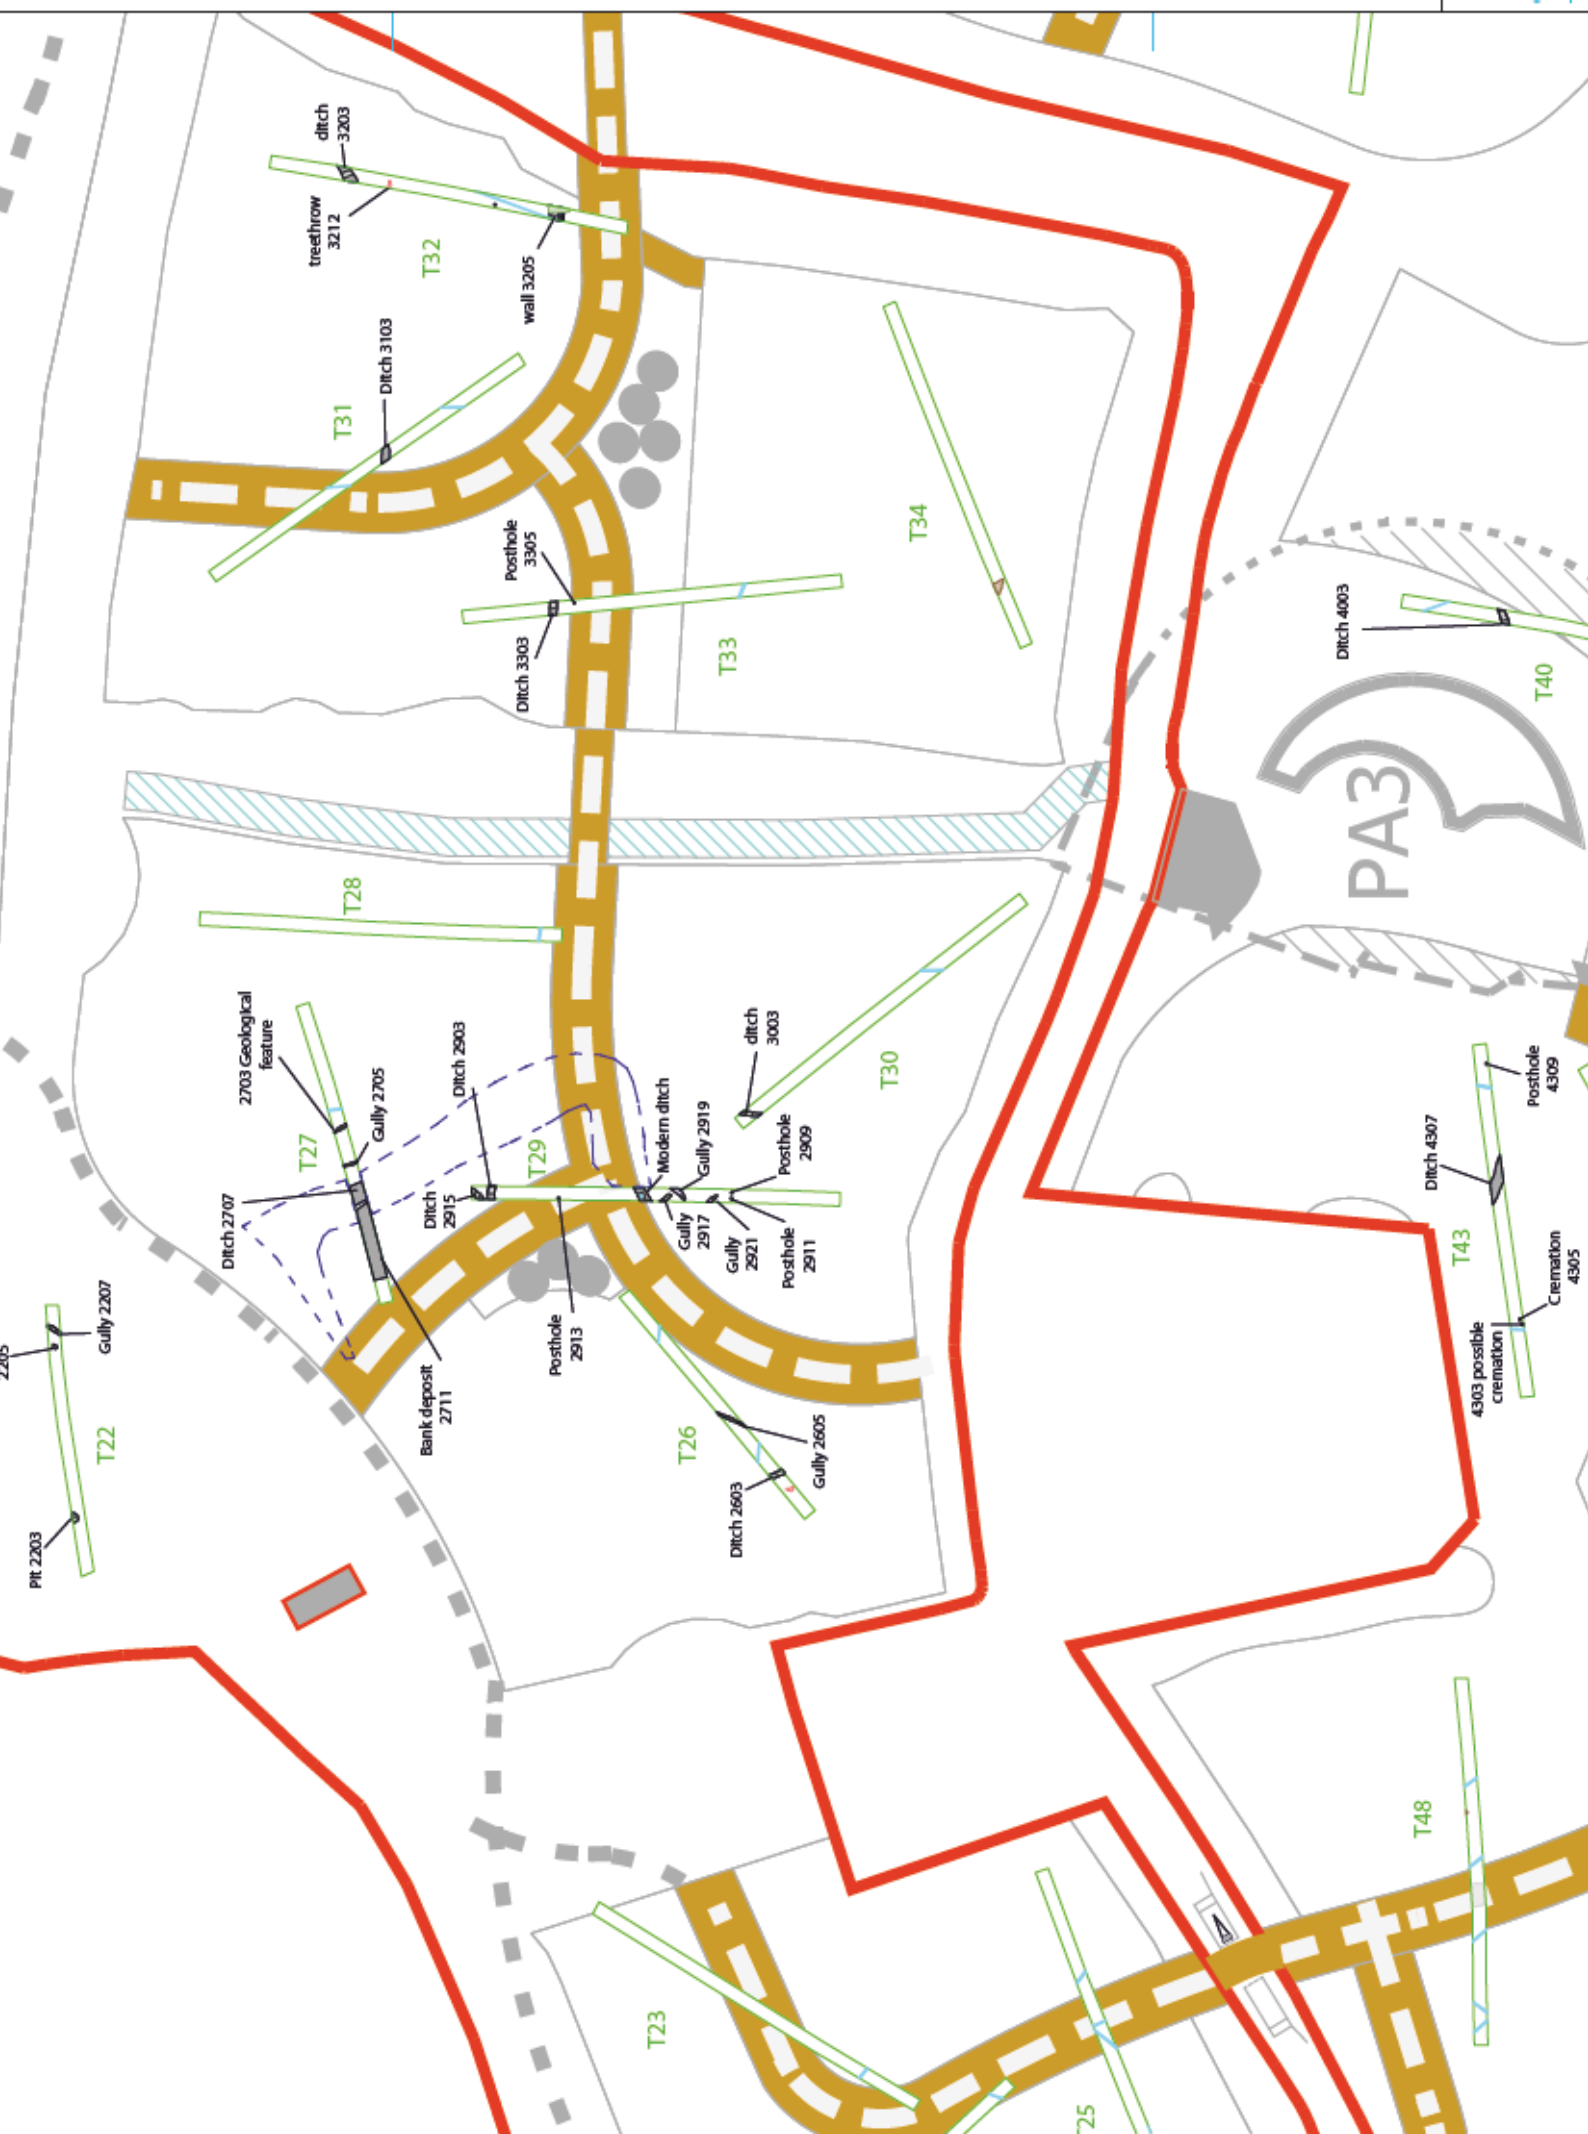 ditch
3203
treethrow
3212
T32
wall 3205
Ditch 3103
T31
Posthole
3305
Ditch 3303
T33
T34
Ditch 4003
T40
PA3
T28
2703 Geological
feature
Gully 2705
T27
Ditch 2707
Ditch 2903
T29
Ditch
2915
Modern ditch
Gully 2919
Gully
2917
Gully
2921
Posthole
2909
Posthole
2911
ditch
3003
T30
Posthole
2913
Bank deposit
2711
T26
Gully 2605
Ditch 2603
Gully 2207
2205
T22
Pit 2203
Posthole
4309
Ditch 4307
T43
Cremation
4305
4303 possible
cremation
T48
T23
T25